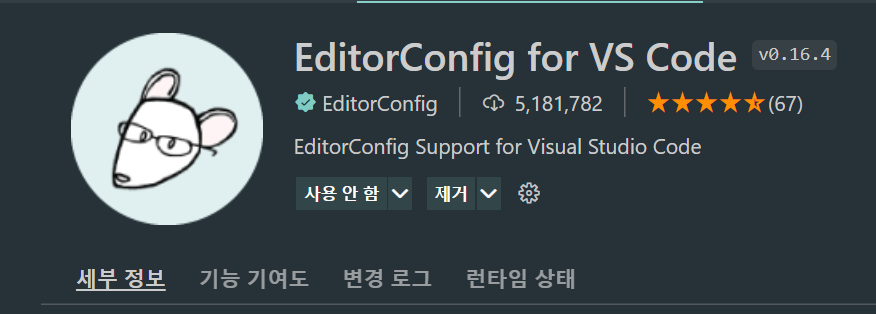 EditorConfig for VS Code v0.16.4
EditorConfig 5,181,782 (67)
EditorConfig Support for Visual Studio Code
사용 안 함 제거
세부 정보 기능 기여도 변경 로그 런타임 상태